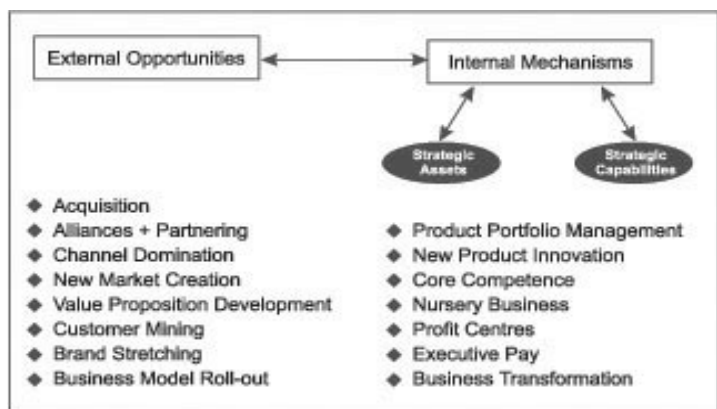 External Opportunities
Internal Mechanisms
Strategic
Assets
Strategic
Capabilities
Acquisition
Alliances + Partnering
Channel Domination
New Market Creation
Value Proposition Development
Customer Mining
Brand Stretching
Business Model Roll-out
Product Portfolio Management
New Product Innovation
Core Competence
Nursery Business
Profit Centres
Executive Pay
Business Transformation